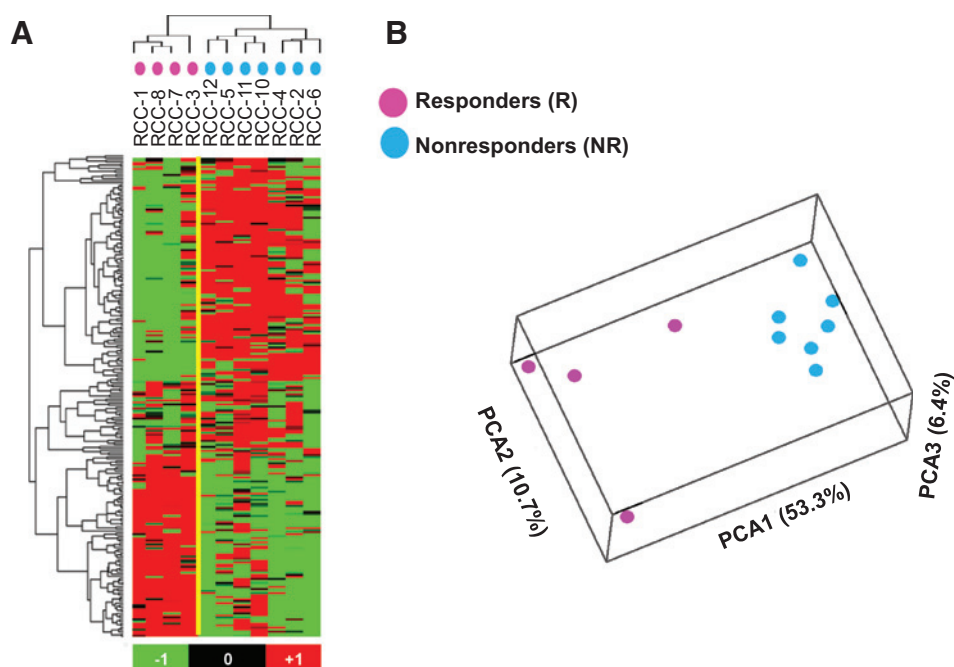 A
RCC-1
RCC-8
RCC-7
RCC-3
RCC-12
RCC-5
RCC-11
RCC-10
RCC-4
RCC-2
RCC-6
-1 0 +1
B
Responders (R)
Nonresponders (NR)
PCA2 (10.7%)
PCA1 (53.3%)
PCA3 (6.4%)